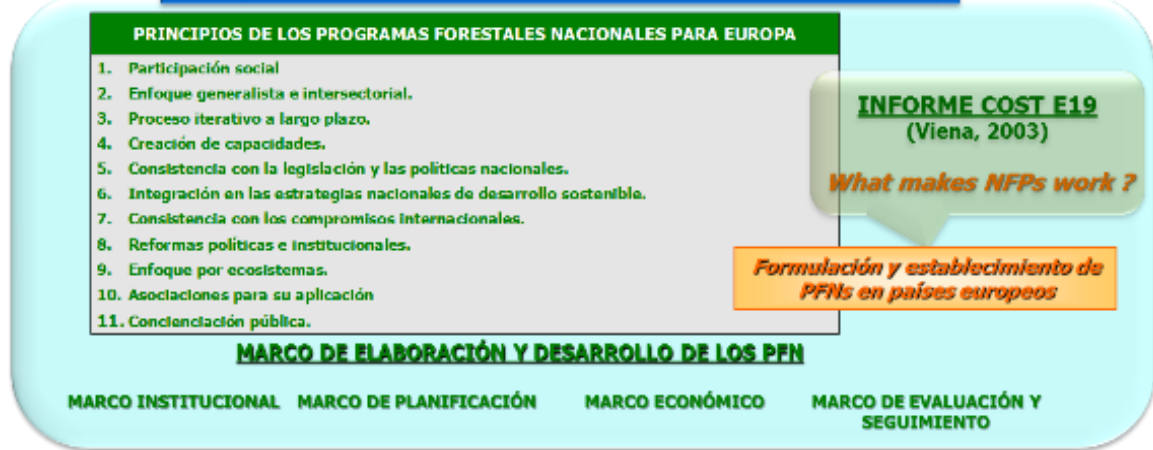 PRINCIPIOS DE LOS PROGRAMAS FORESTALES NACIONALES PARA EUROPA
1. Participación social
2. Enfoque generalista e intersectorial.
3. Proceso iterativo a largo plazo.
4. Creación de capacidades.
5. Consistencia con la legislación y las políticas nacionales.
6. Integración en las estrategias nacionales de desarrollo sostenible.
7. Consistencia con los compromisos internacionales.
8. Reformas políticas e institucionales.
9. Enfoque por ecosistemas.
10. Asociaciones para su aplicación
11. Concienciación pública.
INFORME COST E19
(Viena, 2003)
What makes NFPs work ?
Formulación y establecimiento de
PFNs en países europeos
MARCO DE ELABORACIÓN Y DESARROLLO DE LOS PFN
MARCO INSTITUCIONAL
MARCO DE PLANIFICACIÓN
MARCO ECONÓMICO
MARCO DE EVALUACIÓN Y
SEGUIMIENTO